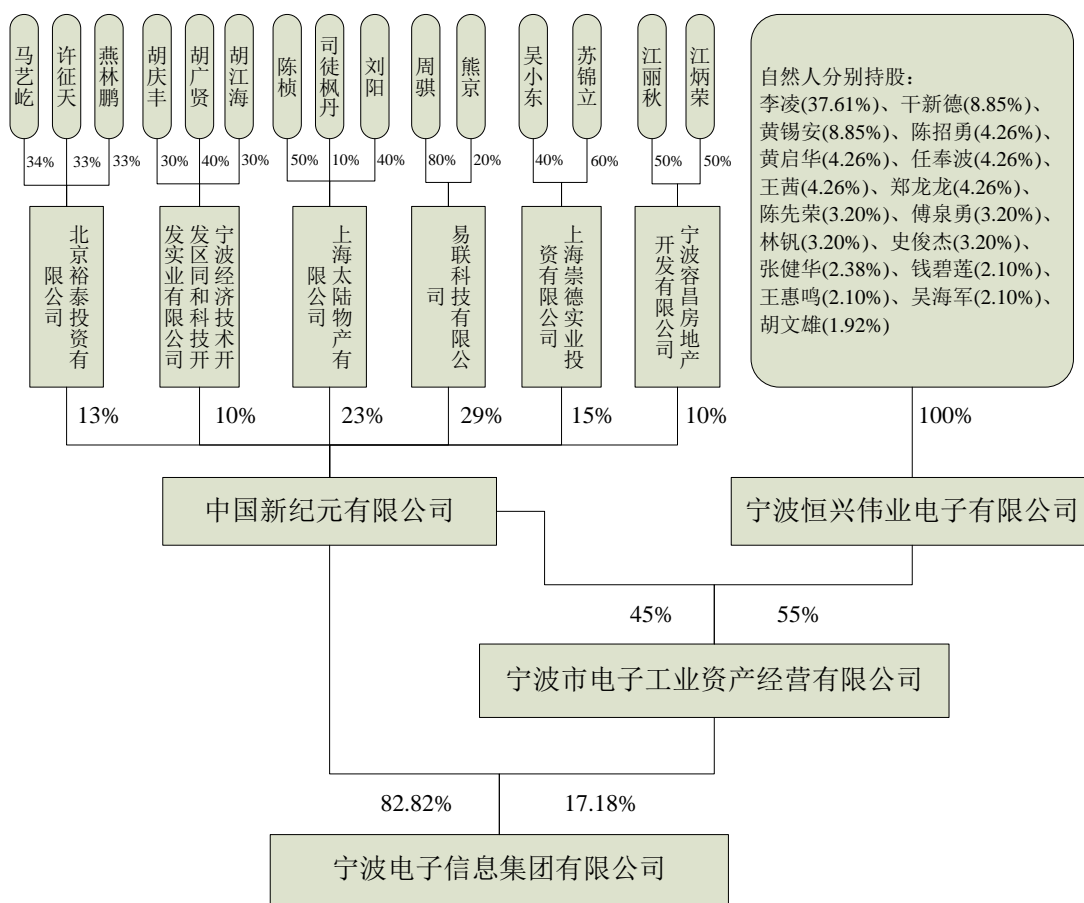 马艺屹
许征天
燕林鹏
胡庆丰
胡广贤
胡江海
陈桢
司徒枫丹
刘阳
周骐
熊京
吴小东
苏锦立
江丽秋
江炳荣
34%
33%
33%
30%
40%
30%
50%
10%
40%
80%
20%
40%
60%
50%
50%
自然人分别持股：
李凌(37.61%)、干新德(8.85%)、
黄锡安(8.85%)、陈招勇(4.26%)、
黄启华(4.26%)、任奉波(4.26%)、
王茜(4.26%)、郑龙龙(4.26%)、
陈先荣(3.20%)、傅泉勇(3.20%)、
林钒(3.20%)、史俊杰(3.20%)、
张健华(2.38%)、钱碧莲(2.10%)、
王惠鸣(2.10%)、吴海军(2.10%)、
胡文雄(1.92%)
北京裕泰投资有
限公司
宁波经济技术开
发区同和科技开
发实业有限公司
上海太陆物产有
限公司
易联科技有限公
司
上海崇德实业投
资有限公司
宁波容昌房地产
开发有限公司
13%
10%
23%
29%
15%
10%
100%
中国新纪元有限公司
宁波恒兴伟业电子有限公司
45%
55%
宁波市电子工业资产经营有限公司
82.82%
17.18%
宁波电子信息集团有限公司